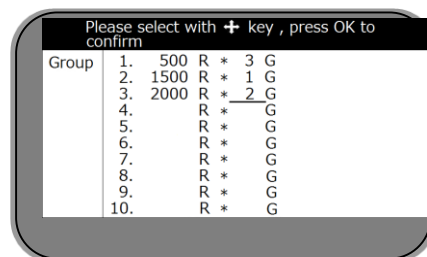 Please select with ✚ key , press OK to
confirm
Group 1. 500 R * 3 G
2. 1500 R * 1 G
3. 2000 R * 2 G
4. R * G
5. R * G
6. R * G
7. R * G
8. R * G
9. R * G
10. R * G